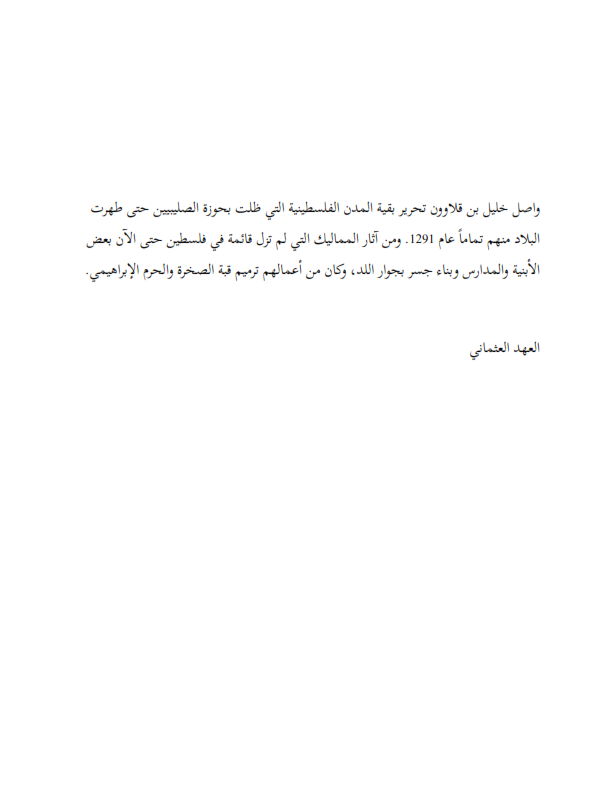 واصل خليل بن قلاوون تحرير بقية المدن الفلسطينية التي ظلت بحوزة الصليبيين حتى طهرت
البلاد منهم تماماً عام 1291. ومن آثار المماليك التي لم تزل قائمة في فلسطين حتى الآن بعض
الأبنية والمدارس وبناء جسر بجوار اللد، وكان من أعمالهم ترميم قبة الصخرة والحرم الإبراهيمي.
العهد العثماني